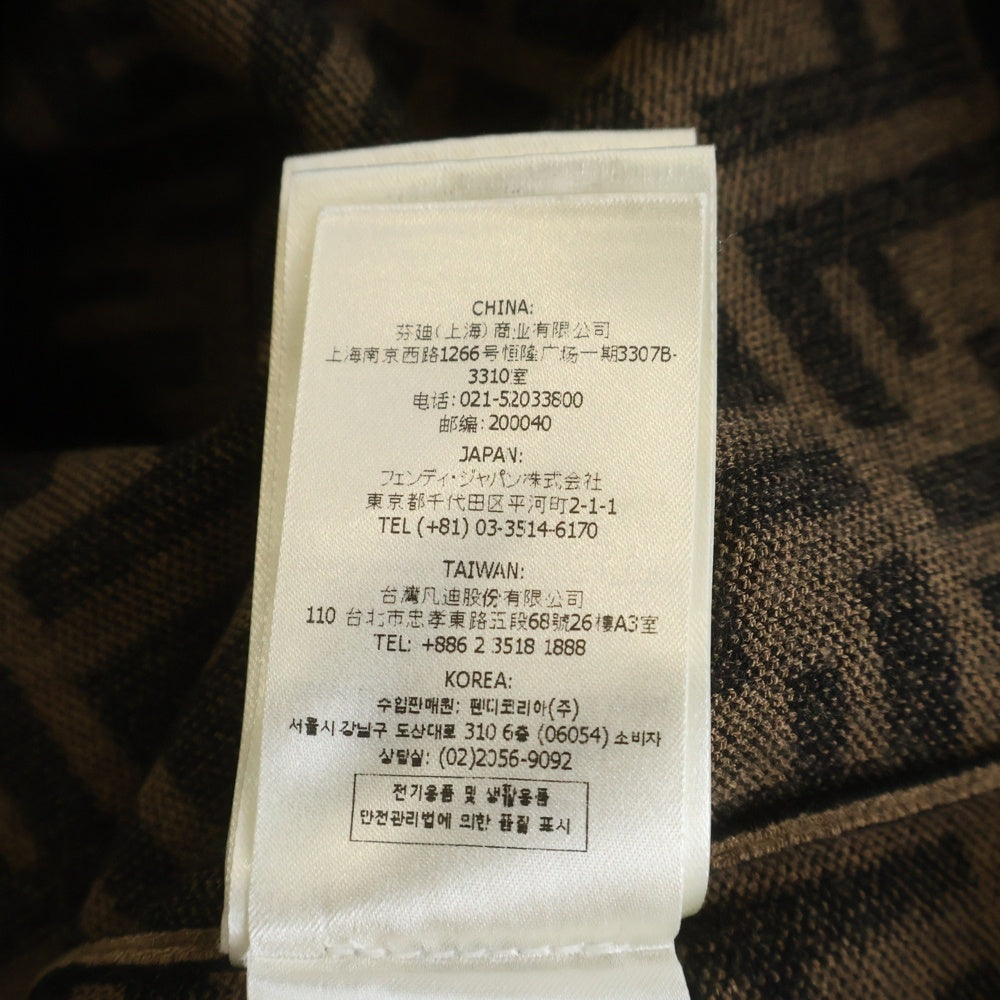 CHINA:
芬迪(上海)商业有限公司
上海南京西路1266号恒隆广场一期3307B-
3310室
电话:021-52033800
邮编:200040
JAPAN:
フェンディ・ジャパン株式会社
東京都千代田区平河町2-1-1
TEL (+81) 03-3514-6170
TAIWAN:
台灣凡迪股份有限公司
110 台北市忠孝東路五段68號26樓A3室
TEL: +886 2 3518 1888
KOREA:
수입판매원: 펜디코리아(주)
서울시 강남구 도산대로 310 6층 (06054) 소비자
상담실: (02)2056-9092
전기용품 및 생활용품
안전관리법에 의한 품질 표시